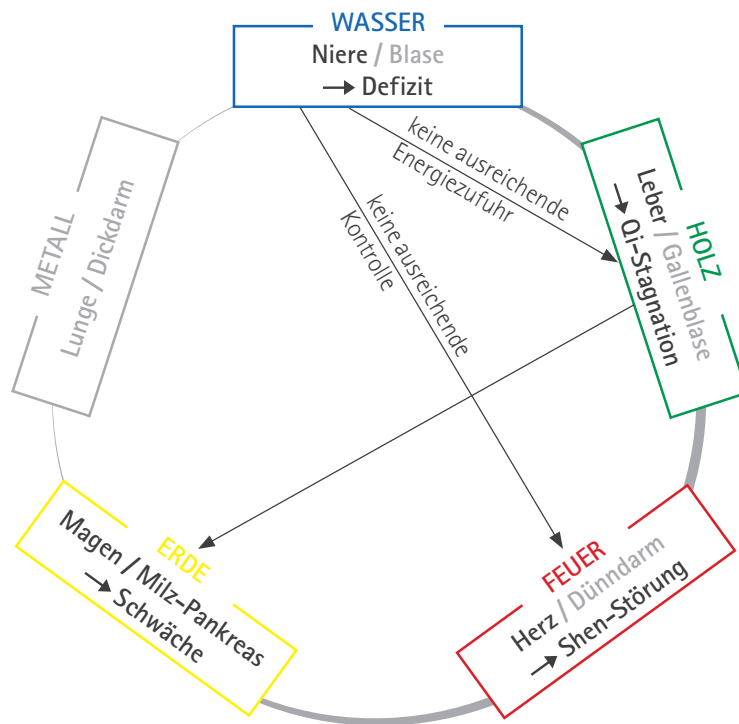 WASSER
Niere / Blase
→ Defizit
keine ausreichende
Energiezufuhr
keine ausreichende
Kontrolle
HOLZ
Leber / Gallenblase
→ Qi-Stagnation
FEUER
Herz / Dünndarm
→ Shen-Störung
ERDE
Magen / Milz-Pankreas
→ Schwäche
METALL
Lunge / Dickdarm